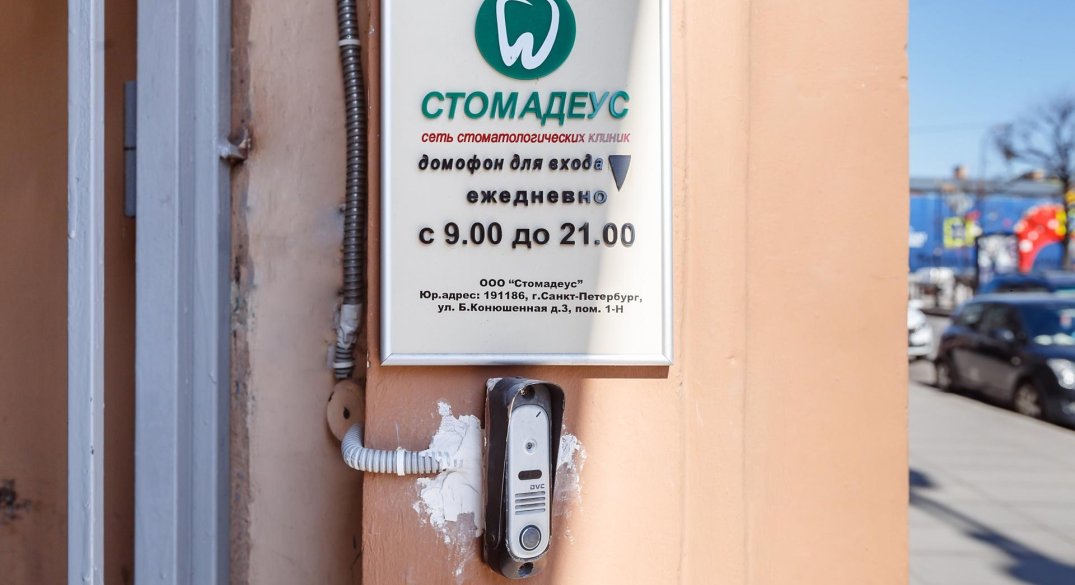 СТОМАДЕУС
сеть стоматологических клиник
домофон для входа
ежедневно
с 9.00 до 21.00
ООО “Стомадеус”
Юр.адрес: 191186, г.Санкт-Петербург,
ул. Б.Конюшенная д.3, пом. 1-Н
DVC